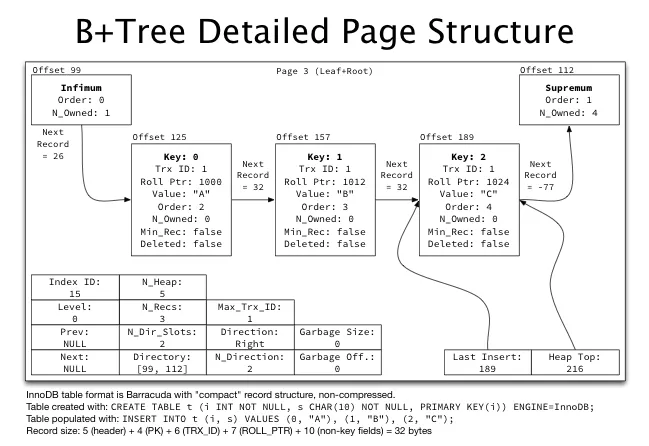 B+Tree Detailed Page Structure
Page 3 (Leaf+Root)
Offset 99
Infimum
Order: 0
N_Owned: 1
Offset 112
Supremum
Order: 1
N_Owned: 4
Next
Record
= 26
Offset 125
Key: 0
Trx ID: 1
Roll Ptr: 1000
Value: "A"
Order: 2
N_Owned: 0
Min_Rec: false
Deleted: false
Next
Record
= 32
Offset 157
Key: 1
Trx ID: 1
Roll Ptr: 1012
Value: "B"
Order: 3
N_Owned: 0
Min_Rec: false
Deleted: false
Next
Record
= 32
Offset 189
Key: 2
Trx ID: 1
Roll Ptr: 1024
Value: "C"
Order: 4
N_Owned: 0
Min_Rec: false
Deleted: false
Next
Record
= -77
Index ID:
15
N_Heap:
5
Level:
0
N_Recs:
3
Max_Trx_ID:
1
Prev:
NULL
N_Dir_Slots:
2
Direction:
Right
Garbage Size:
0
Next:
NULL
Directory:
[99, 112]
N_Direction:
2
Garbage Off.:
0
Last Insert:
189
Heap Top:
216
InnoDB table format is Barracuda with "compact" record structure, non-compressed.
Table created with: CREATE TABLE t (i INT NOT NULL, s CHAR(10) NOT NULL, PRIMARY KEY(i)) ENGINE=InnoDB;
Table populated with: INSERT INTO t (i, s) VALUES (0, "A"), (1, "B"), (2, "C");
Record size: 5 (header) + 4 (PK) + 6 (TRX_ID) + 7 (ROLL_PTR) + 10 (non-key fields) = 32 bytes